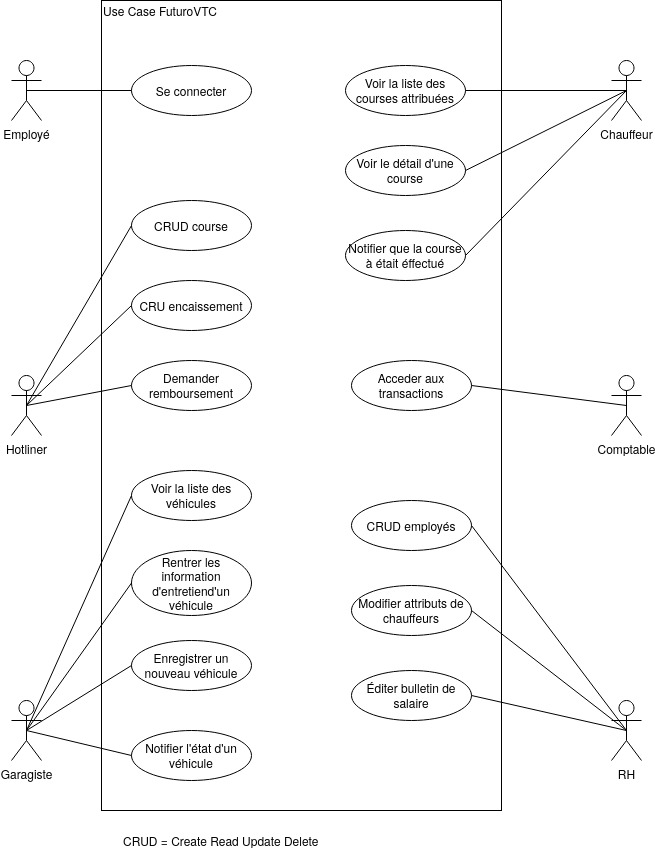 Use Case FuturoVTC
Employé
Se connecter
Voir la liste des
courses attribuées
Chauffeur
Voir le détail d'une
course
CRUD course
Notifier que la course
à était éffectué
CRU encaissement
Hotliner
Demander
remboursement
Acceder aux
transactions
Comptable
Voir la liste des
véhicules
CRUD employés
Rentrer les
information
d'entretiend'un
véhicule
Modifier attributs de
chauffeurs
Enregistrer un
nouveau véhicule
Éditer bulletin de
salaire
Garagiste
Notifier l'état d'un
véhicule
RH
CRUD = Create Read Update Delete